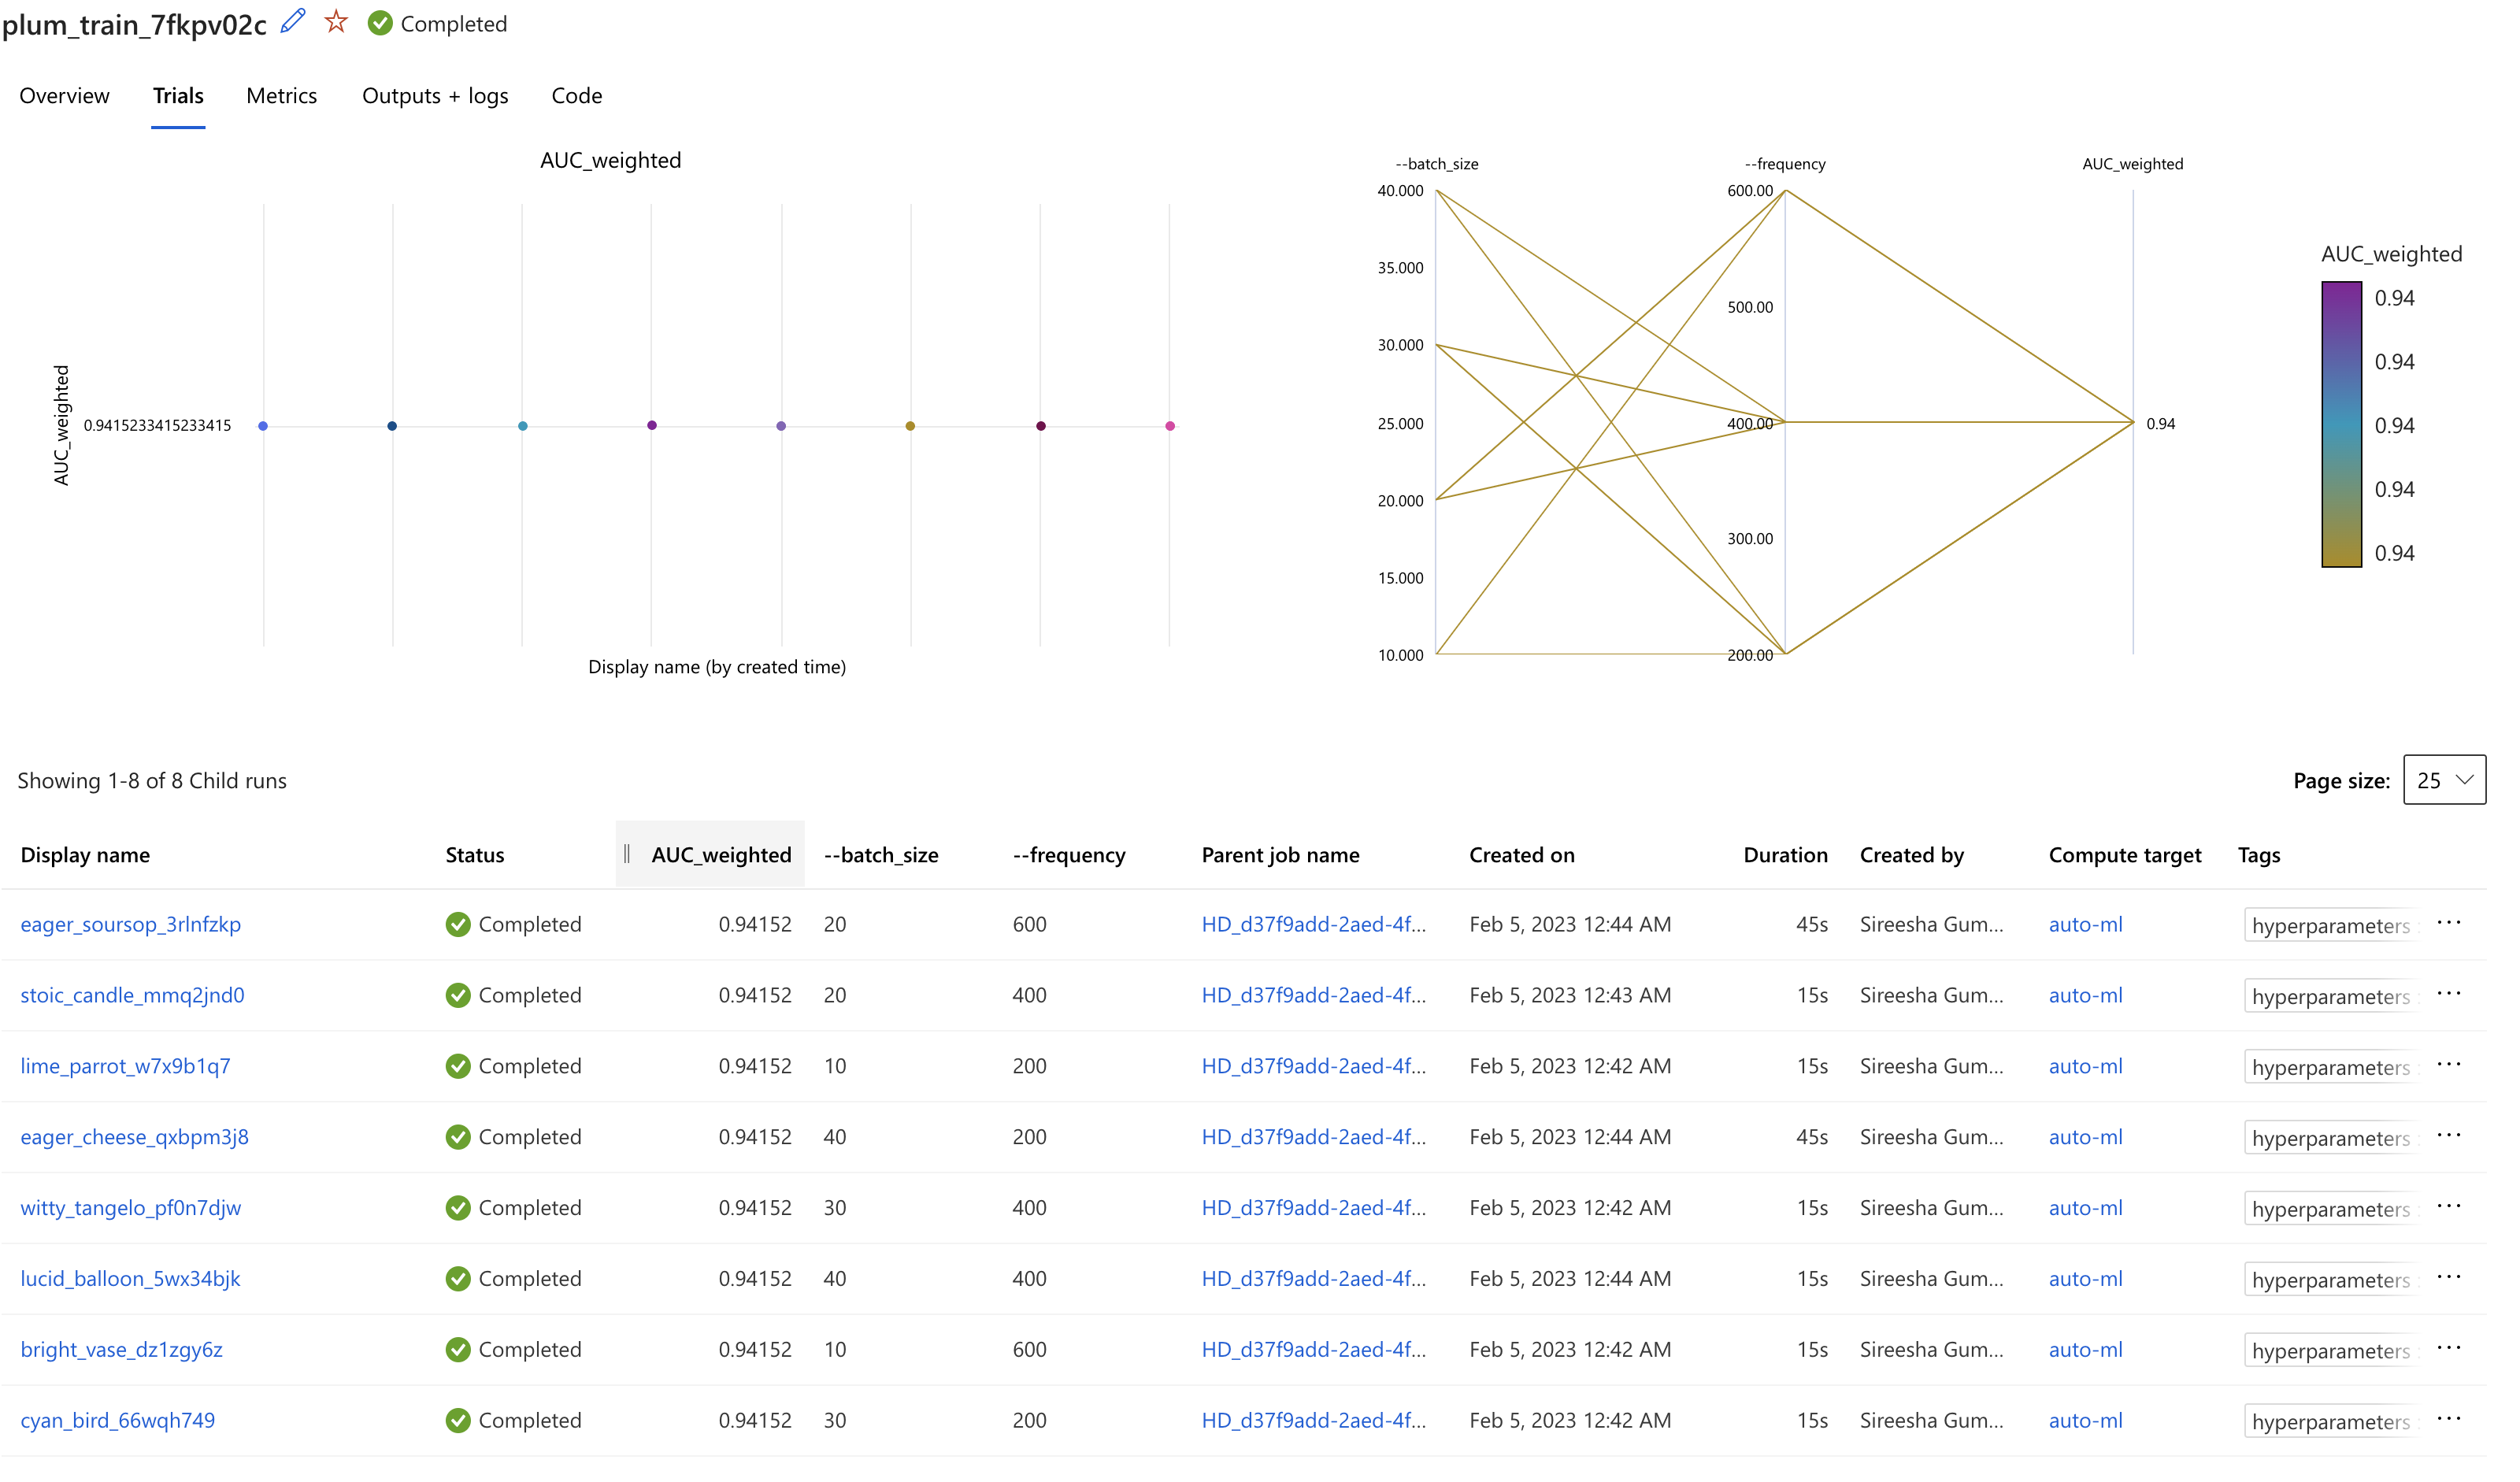 plum_train_7fkpv02c Completed
Overview Trials Metrics Outputs + logs Code
AUC_weighted
AUC_weighted
0.9415233415233415
Display name (by created time)
--batch_size --frequency AUC_weighted
40.000
35.000
30.000
25.000
20.000
15.000
10.000
600.00
500.00
400.00
300.00
200.00
0.94
AUC_weighted
0.94
0.94
0.94
0.94
0.94
Showing 1-8 of 8 Child runs Page size: 25
Display name Status AUC_weighted --batch_size --frequency Parent job name Created on Duration Created by Compute target Tags
eager_soursop_3rlnfzkp Completed 0.94152 20 600 HD_d37f9add-2aed-4f... Feb 5, 2023 12:44 AM 45s Sireesha Gum... auto-ml hyperparameters : ...
stoic_candle_mmq2jnd0 Completed 0.94152 20 400 HD_d37f9add-2aed-4f... Feb 5, 2023 12:43 AM 15s Sireesha Gum... auto-ml hyperparameters : ...
lime_parrot_w7x9b1q7 Completed 0.94152 10 200 HD_d37f9add-2aed-4f... Feb 5, 2023 12:42 AM 15s Sireesha Gum... auto-ml hyperparameters : ...
eager_cheese_qxbpm3j8 Completed 0.94152 40 200 HD_d37f9add-2aed-4f... Feb 5, 2023 12:44 AM 45s Sireesha Gum... auto-ml hyperparameters : ...
witty_tangelo_pf0n7djw Completed 0.94152 30 400 HD_d37f9add-2aed-4f... Feb 5, 2023 12:42 AM 15s Sireesha Gum... auto-ml hyperparameters : ...
lucid_balloon_5wx34bjk Completed 0.94152 40 400 HD_d37f9add-2aed-4f... Feb 5, 2023 12:44 AM 15s Sireesha Gum... auto-ml hyperparameters : ...
bright_vase_dz1zgy6z Completed 0.94152 10 600 HD_d37f9add-2aed-4f... Feb 5, 2023 12:42 AM 15s Sireesha Gum... auto-ml hyperparameters : ...
cyan_bird_66wqh749 Completed 0.94152 30 200 HD_d37f9add-2aed-4f... Feb 5, 2023 12:42 AM 15s Sireesha Gum... auto-ml hyperparameters : ...